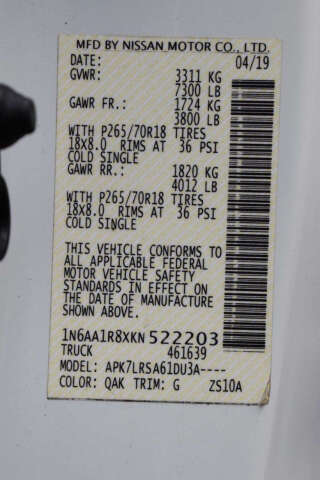 MFD BY NISSAN MOTOR CO., LTD.
DATE: 04/19
GVWR: 3311 KG
7300 LB
GAWR FR.: 1724 KG
3800 LB
WITH P265/70R18 TIRES
18X8.0 RIMS AT 36 PSI
COLD SINGLE
GAWR RR.: 1820 KG
4012 LB
WITH P265/70R18 TIRES
18X8.0 RIMS AT 36 PSI
COLD SINGLE
THIS VEHICLE CONFORMS TO
ALL APPLICABLE FEDERAL
MOTOR VEHICLE SAFETY
STANDARDS IN EFFECT ON
THE DATE OF MANUFACTURE
SHOWN ABOVE.
1N6AA1R8XKN522203
TRUCK 461639
MODEL: APK7LRSA61DU3A----
COLOR: QAK TRIM: G ZS10A